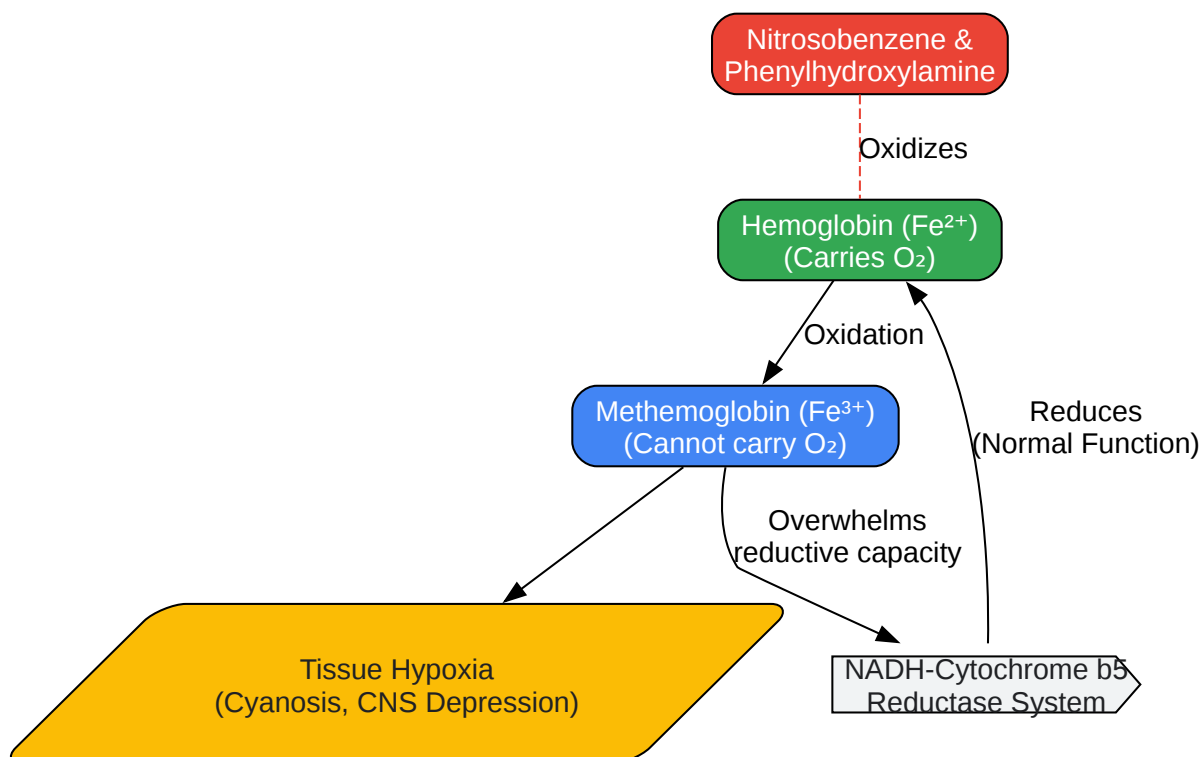 Nitrosobenzene &
Phenylhydroxylamine
Oxidizes
Hemoglobin (Fe²⁺)
(Carries O₂)
Oxidation
Methemoglobin (Fe³⁺)
(Cannot carry O₂)
Reduces
(Normal Function)
Overwhelms
reductive capacity
Tissue Hypoxia
(Cyanosis, CNS Depression)
NADH-Cytochrome b5
Reductase System